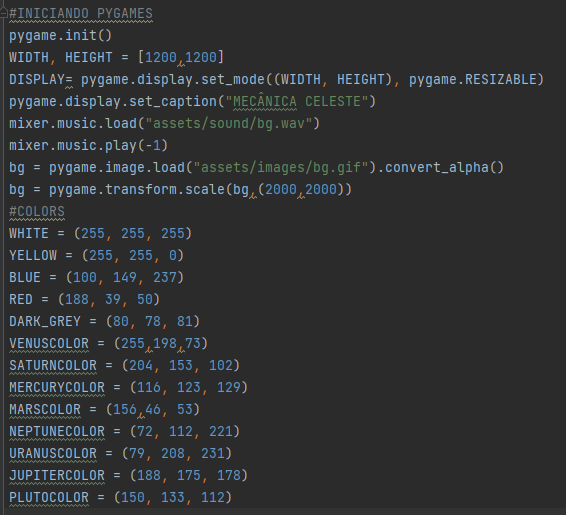 #INICIANDO PYGAMES
pygame.init()
WIDTH, HEIGHT = [1200,1200]
DISPLAY= pygame.display.set_mode((WIDTH, HEIGHT), pygame.RESIZABLE)
pygame.display.set_caption("MECÂNICA CELESTE")
mixer.music.load("assets/sound/bg.wav")
mixer.music.play(-1)
bg = pygame.image.load("assets/images/bg.gif").convert_alpha()
bg = pygame.transform.scale(bg,(2000,2000))
#COLORS
WHITE = (255, 255, 255)
YELLOW = (255, 255, 0)
BLUE = (100, 149, 237)
RED = (188, 39, 50)
DARK_GREY = (80, 78, 81)
VENUSCOLOR = (255,198,73)
SATURNCOLOR = (204, 153, 102)
MERCURYCOLOR = (116, 123, 129)
MARSCOLOR = (156,46, 53)
NEPTUNECOLOR = (72, 112, 221)
URANUSCOLOR = (79, 208, 231)
JUPITERCOLOR = (188, 175, 178)
PLUTOCOLOR = (150, 133, 112)